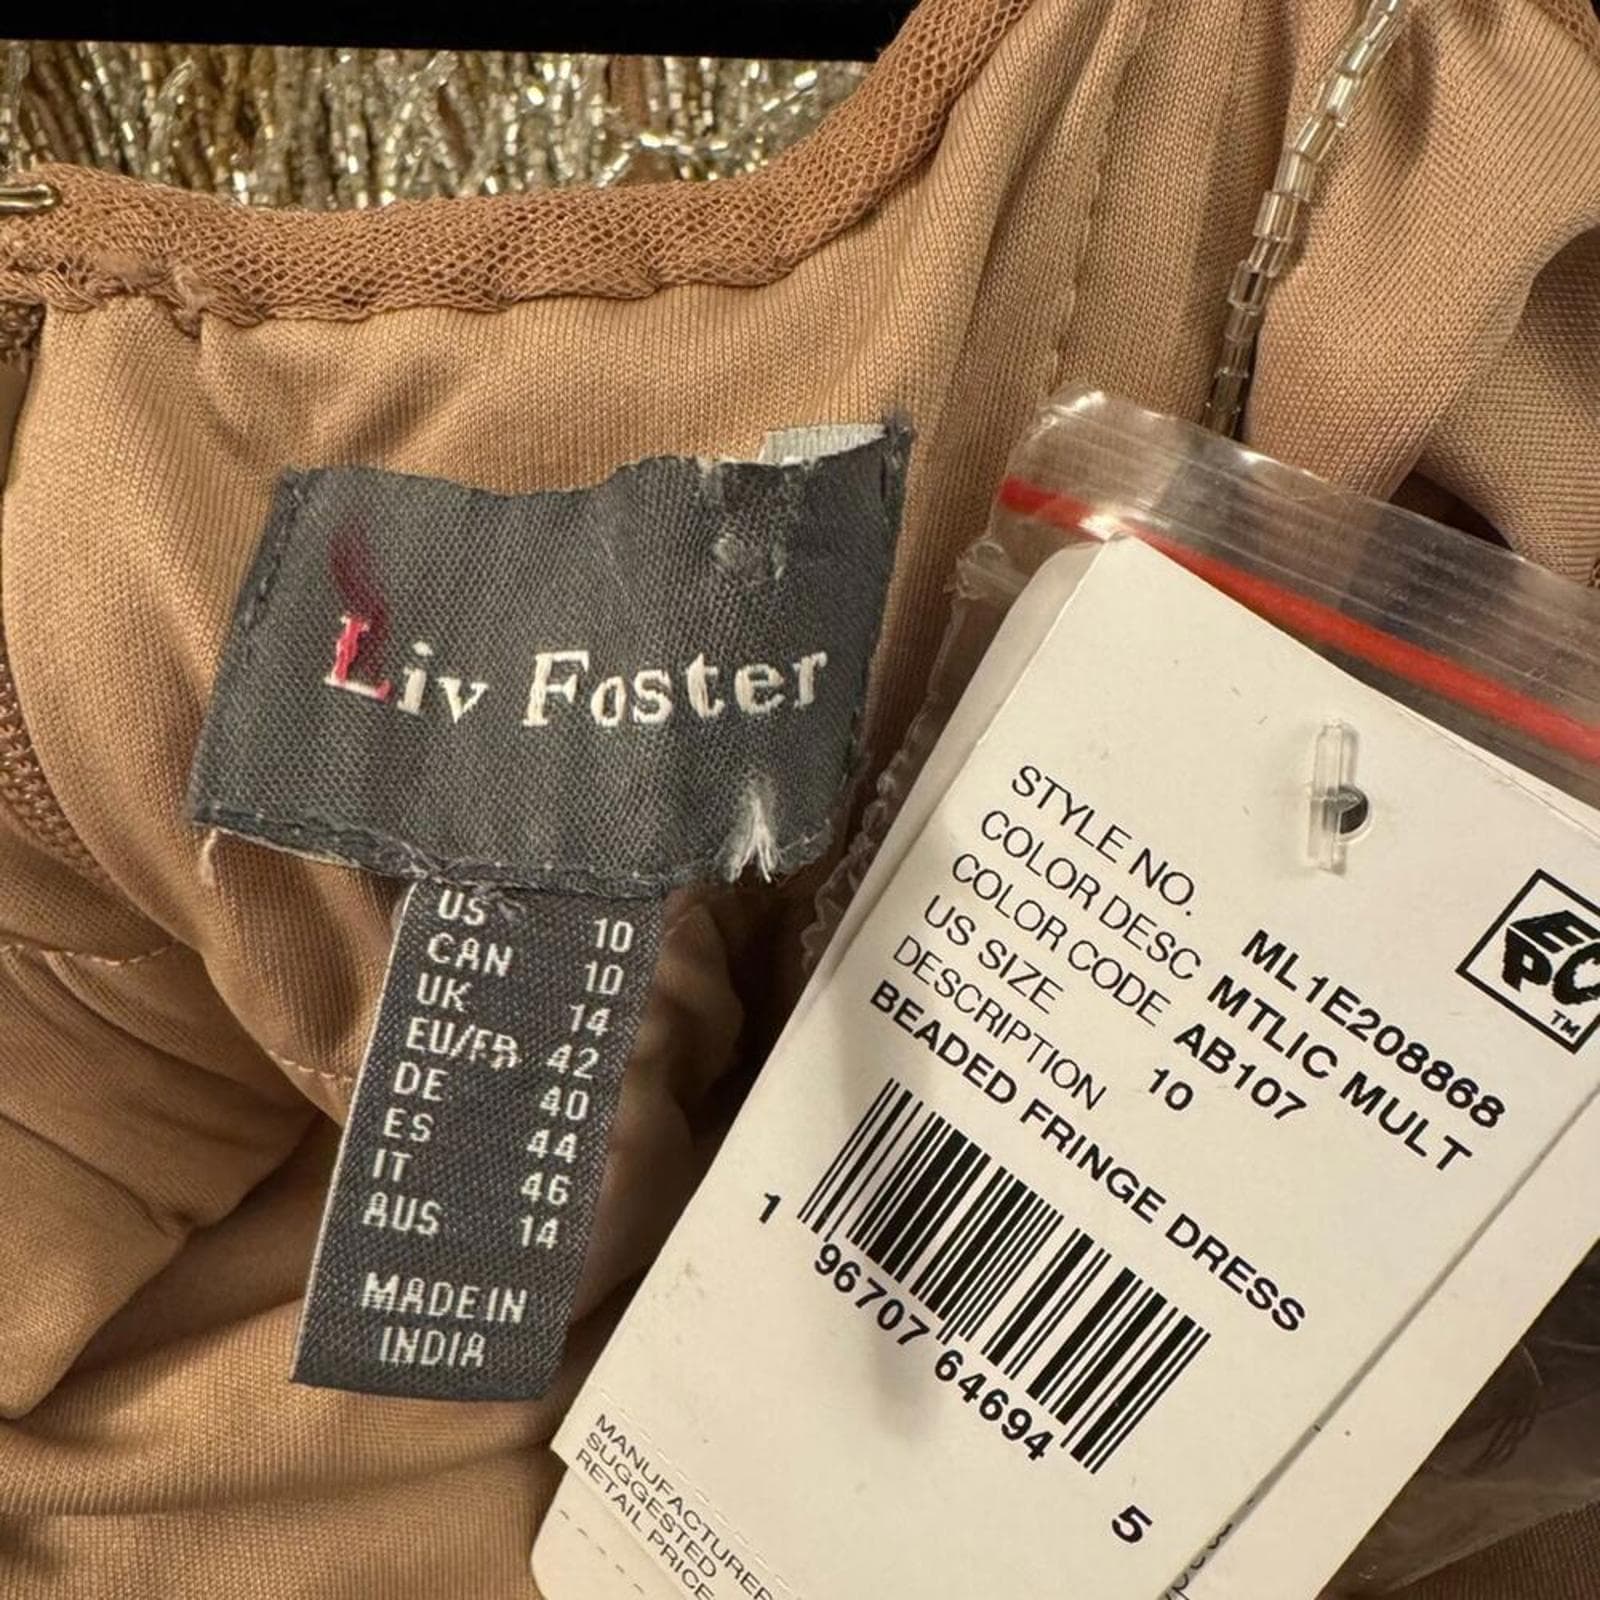 Liv Foster
US 10
CAN 10
UK 14
EU/FR 42
DE 40
ES 44
IT 46
AUS 14
MADE IN
INDIA
STYLE NO. ML1E208868
COLOR DESC MTLIC MULT
COLOR CODE AB107
US SIZE 10
DESCRIPTION
BEADED FRINGE DRESS
1 96707 64694 5
MANUFACTURER
SUGGESTED
RETAIL PRICE
TM